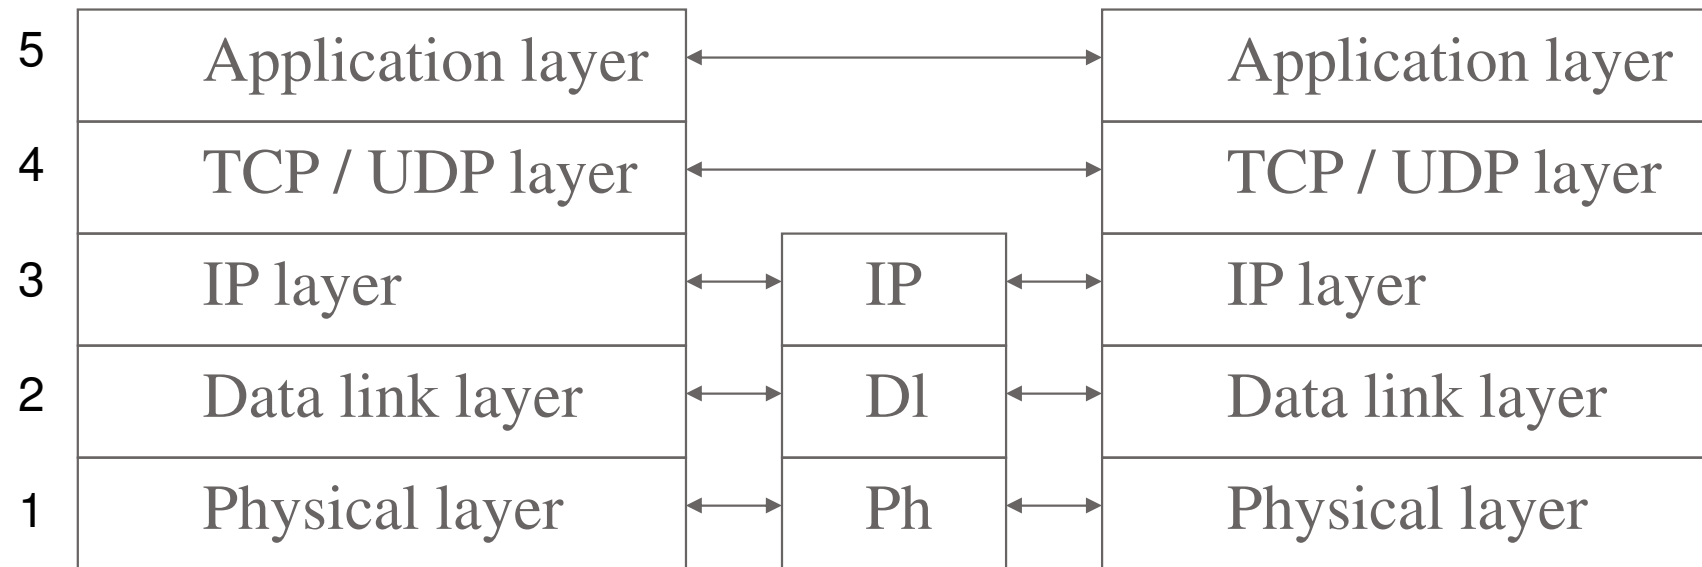 5 Application layer Application layer
4 TCP / UDP layer TCP / UDP layer
3 IP layer IP IP layer
2 Data link layer Dl Data link layer
1 Physical layer Ph Physical layer